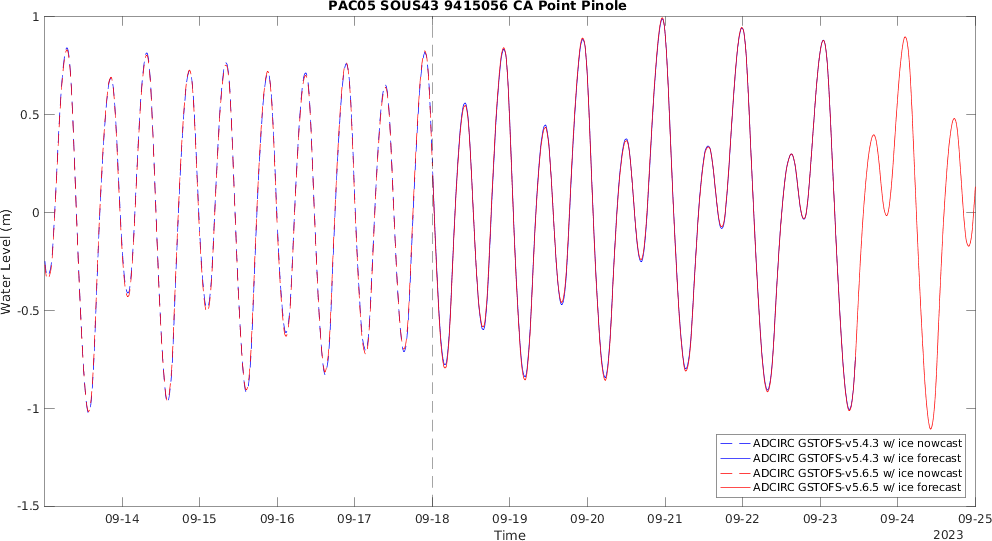 PAC05 SOUS43 9415056 CA Point Pinole
1
0.5
0
-0.5
-1
-1.5
Water Level (m)
ADCIRC GSTOFS-v5.4.3 w/ ice nowcast
ADCIRC GSTOFS-v5.4.3 w/ ice forecast
ADCIRC GSTOFS-v5.6.5 w/ ice nowcast
ADCIRC GSTOFS-v5.6.5 w/ ice forecast
09-14 09-15 09-16 09-17 09-18 09-19 09-20 09-21 09-22 09-23 09-24 09-25
Time
2023